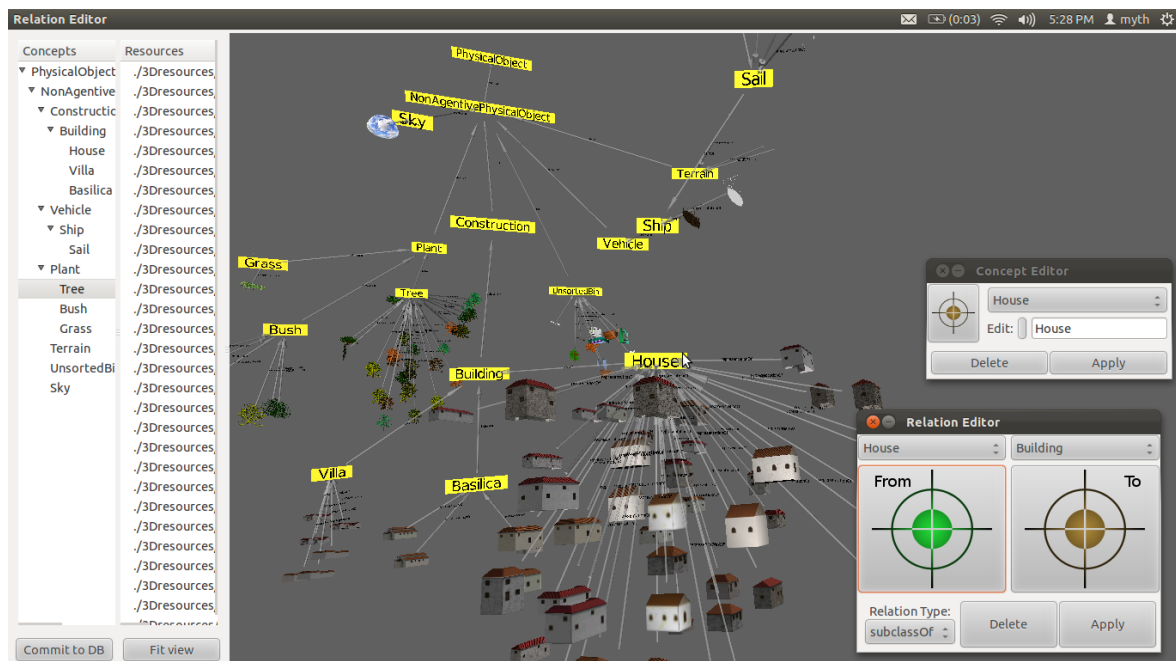 Relation Editor
(0:03) 5:28 PM myth
Concepts Resources
PhysicalObject ./3Dresources,
NonAgentive ./3Dresources,
Constructic ./3Dresources,
Building ./3Dresources,
House ./3Dresources,
Villa ./3Dresources,
Basilica ./3Dresources,
Vehicle ./3Dresources,
Ship ./3Dresources,
Sail ./3Dresources,
Plant ./3Dresources,
Tree ./3Dresources,
Bush ./3Dresources,
Grass ./3Dresources,
Terrain ./3Dresources,
UnsortedBi ./3Dresources,
Sky ./3Dresources,
./3Dresources,
./3Dresources,
./3Dresources,
./3Dresources,
./3Dresources,
./3Dresources,
./3Dresources,
./3Dresources,
./3Dresources,
./3Dresources,
./3Dresources,
Commit to DB Fit view
PhysicalObject
Sail
NonAgentivePhysicalObject
Sky
Terrain
Construction
Ship
Vehicle
Plant
Grass
Tree
UnsortedBin
Bush
House
Building
Villa
Basilica
Concept Editor
House
Edit: House
Delete Apply
Relation Editor
House Building
From To
Relation Type:
subclassOf Delete Apply